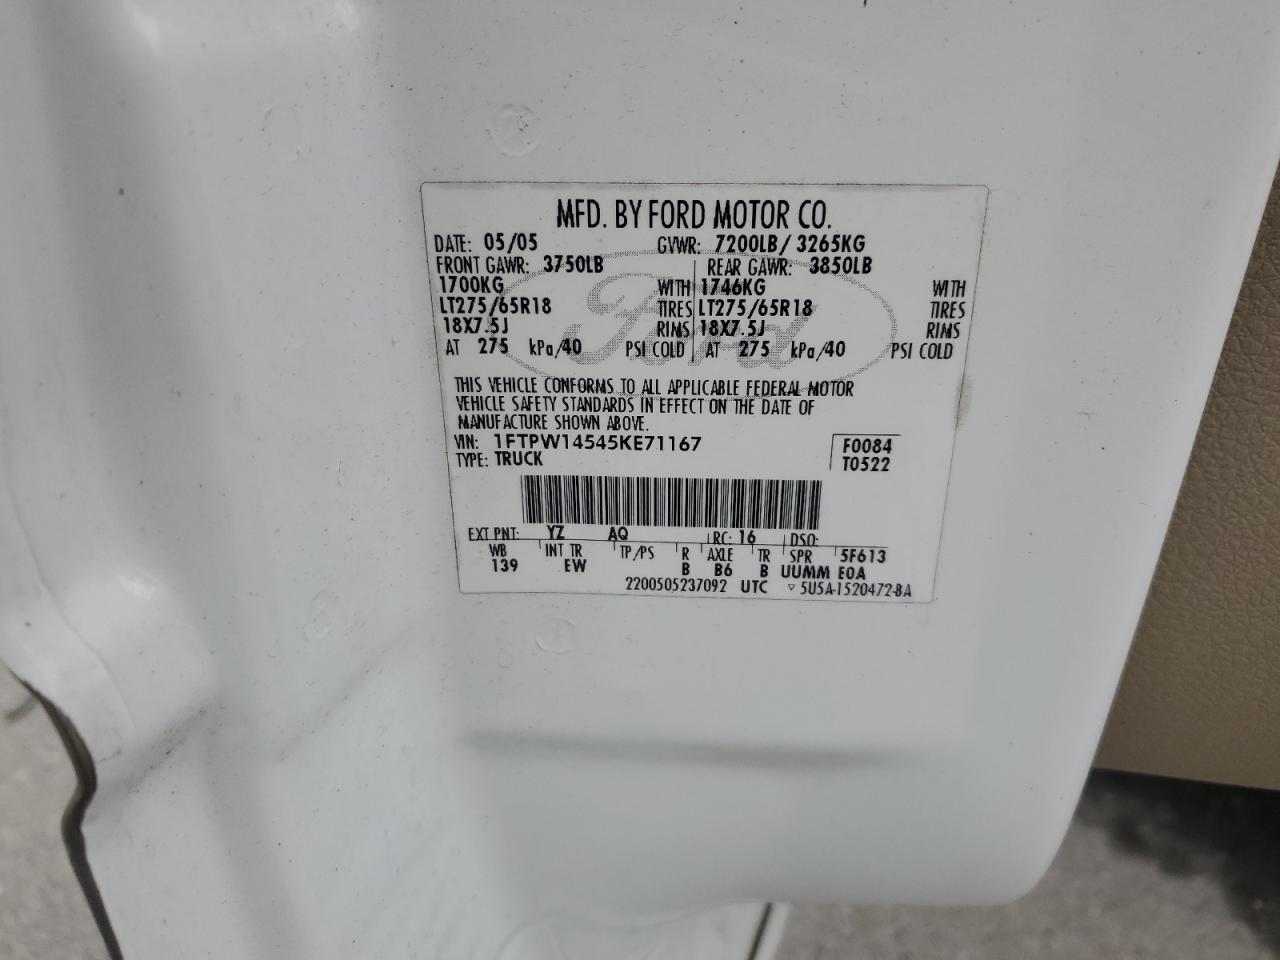 MFD. BY FORD MOTOR CO.
DATE: 05/05 GVWR: 7200LB/ 3265KG
FRONT GAWR: 3750LB REAR GAWR: 3850LB
1700KG WITH 1746KG WITH
LT275/65R18 TIRES LT275/65R18 TIRES
18X7.5J RIMS 18X7.5J RIMS
AT 275 kPa/40 PSI COLD AT 275 kPa/40 PSI COLD
Ford
THIS VEHICLE CONFORMS TO ALL APPLICABLE FEDERAL MOTOR
VEHICLE SAFETY STANDARDS IN EFFECT ON THE DATE OF
MANUFACTURE SHOWN ABOVE.
VIN: 1FTPW14545KE71167 F0084
TYPE: TRUCK T0522
EXT PNT: YZ AQ RC: 16 DSO:
WB INT TR TP/PS R AXLE TR SPR 5F613
139 EW B B6 B UUMM E0A
2200505237092 UTC ▽ 5U5A-1520472-BA